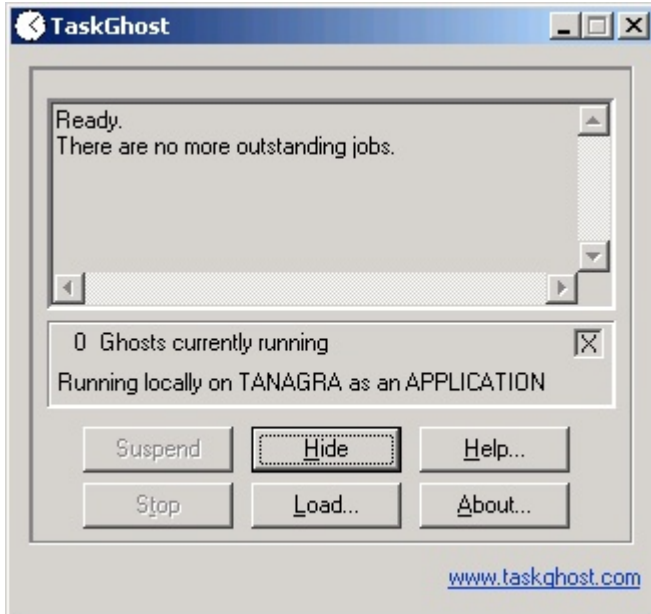 TaskGhost
Ready.
There are no more outstanding jobs.
0 Ghosts currently running
Running locally on TANAGRA as an APPLICATION
Suspend Hide Help...
Stop Load... About...
www.taskghost.com